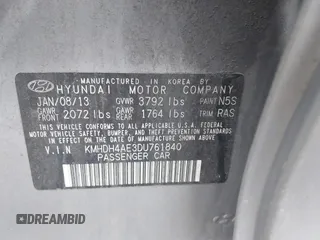 MANUFACTURED IN KOREA BY
HYUNDAI MOTOR COMPANY
JAN/08/13 GVWR 3792 lbs PAINT N5S
GAWR FRONT 2072 lbs GAWR REAR 1764 lbs TRIM RAS
THIS VEHICLE CONFORMS TO ALL APPLICABLE FEDERAL
MOTOR VEHICLE SAFETY, BUMPER, AND THEFT PREVENTION
STANDARDS IN EFFECT ON THE DATE OF
MANUFACTURE SHOWN ABOVE.
V.I.N KMHDH4AE3DU761840
PASSENGER CAR
DREAMBID